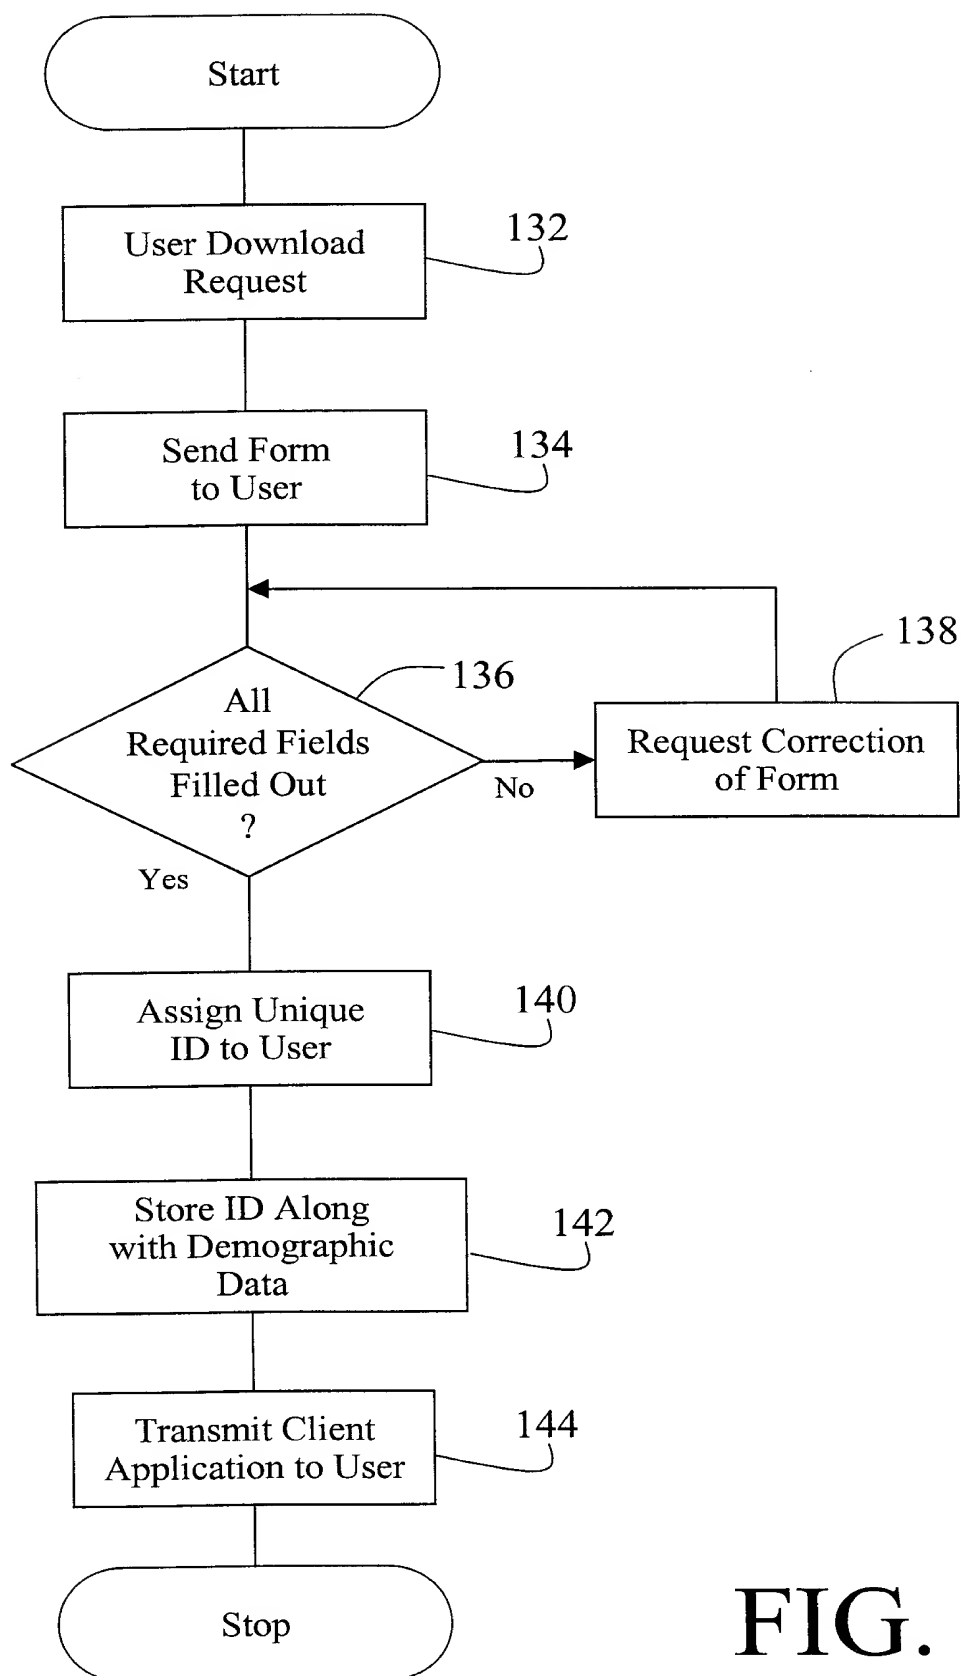 Start
User Download
Request
132
Send Form
to User
134
All
Required Fields
Filled Out
?
136
No
Request Correction
of Form
138
Yes
Assign Unique
ID to User
140
Store ID Along
with Demographic
Data
142
Transmit Client
Application to User
144
Stop
FIG.